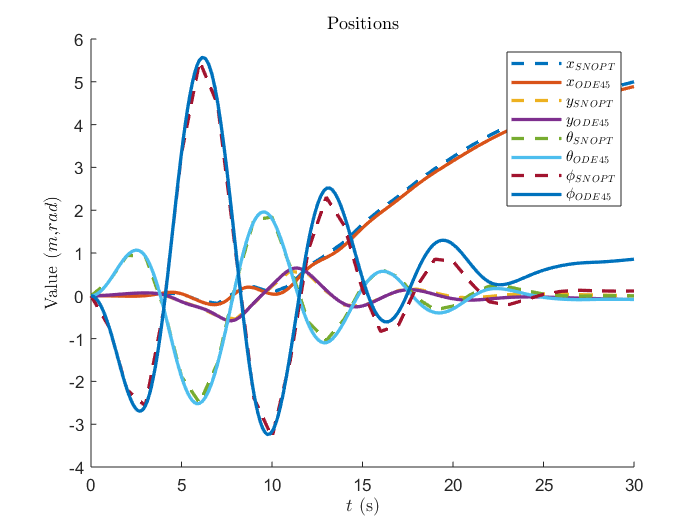 Positions
6
5
4
3
2
1
0
-1
-2
-3
-4
Value (m,rad)
x_SNOPT
x_ODE45
y_SNOPT
y_ODE45
θ_SNOPT
θ_ODE45
ϕ_SNOPT
ϕ_ODE45
0 5 10 15 20 25 30
t (s)